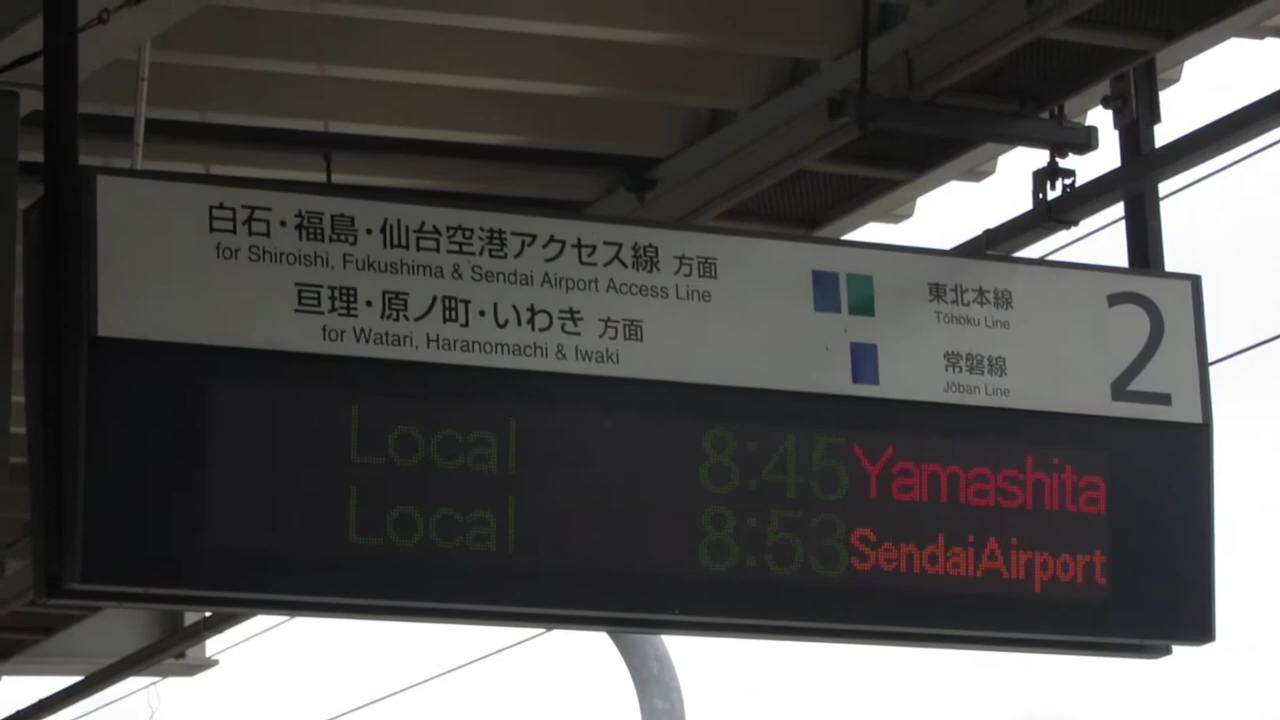 白石・福島・仙台空港アクセス線 方面
for Shiroishi, Fukushima & Sendai Airport Access Line
亘理・原ノ町・いわき 方面
for Watari, Haranomachi & Iwaki
東北本線
Tōhoku Line
常磐線
Jōban Line
2
Local 8:45 Yamashita
Local 8:53 SendaiAirport